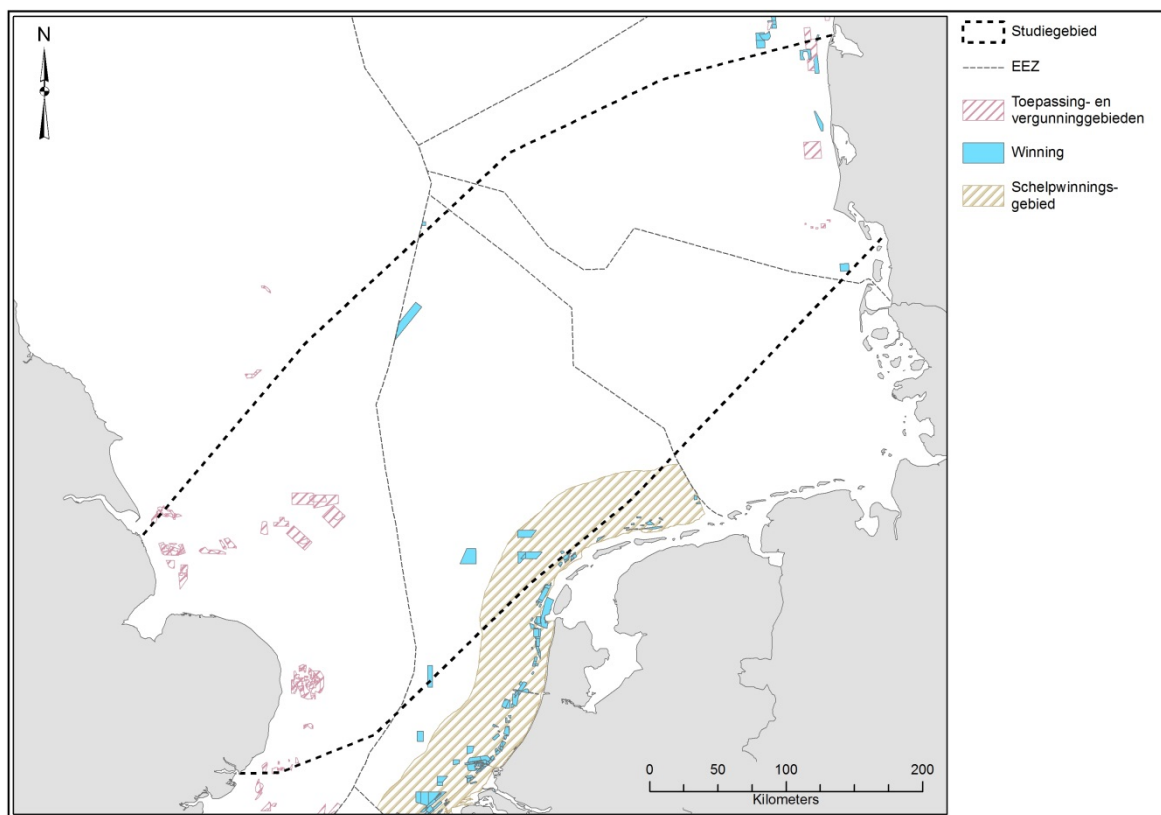 N
Studiegebied
EEZ
Toepassing- en
vergunninggebieden
Winning
Schelpwinnings-
gebied
0 50 100 200
Kilometers